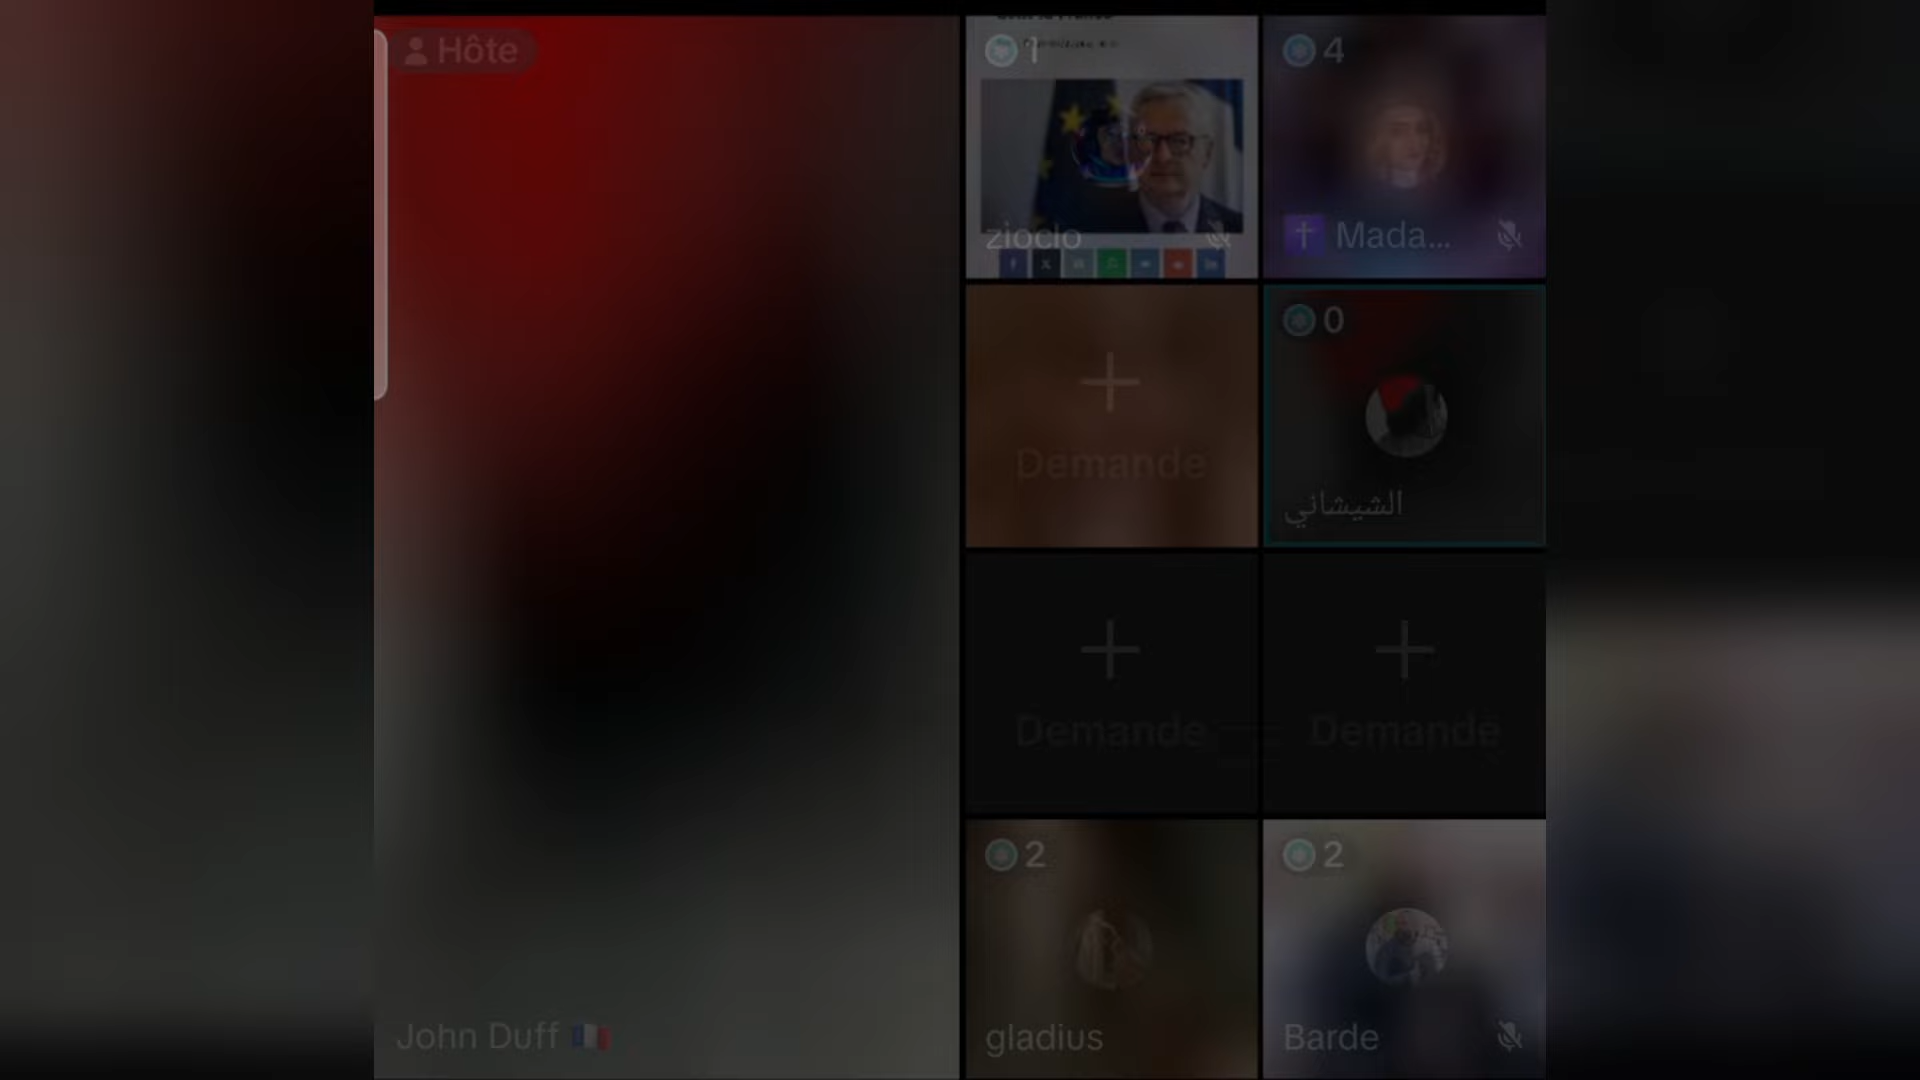 Hôte
1
4
zioclo
Mada...
0
Demande
الشيشاني
Demande
Demande
2
2
John Duff
gladius
Barde